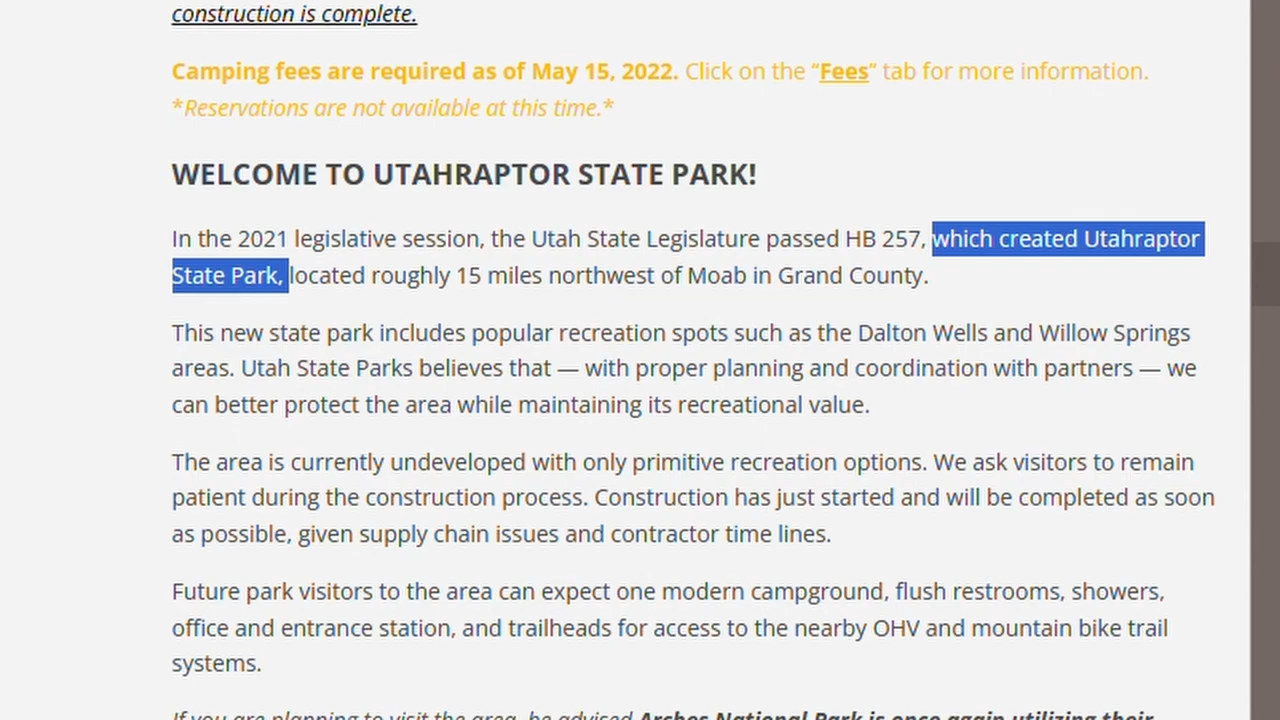 construction is complete.
Camping fees are required as of May 15, 2022. Click on the “Fees” tab for more information.
*Reservations are not available at this time.*
WELCOME TO UTAHRAPTOR STATE PARK!
In the 2021 legislative session, the Utah State Legislature passed HB 257, which created Utahraptor
State Park, located roughly 15 miles northwest of Moab in Grand County.
This new state park includes popular recreation spots such as the Dalton Wells and Willow Springs
areas. Utah State Parks believes that — with proper planning and coordination with partners — we
can better protect the area while maintaining its recreational value.
The area is currently undeveloped with only primitive recreation options. We ask visitors to remain
patient during the construction process. Construction has just started and will be completed as soon
as possible, given supply chain issues and contractor time lines.
Future park visitors to the area can expect one modern campground, flush restrooms, showers,
office and entrance station, and trailheads for access to the nearby OHV and mountain bike trail
systems.
If you are planning to visit the area, be advised Arches National Park is once again utilizing their